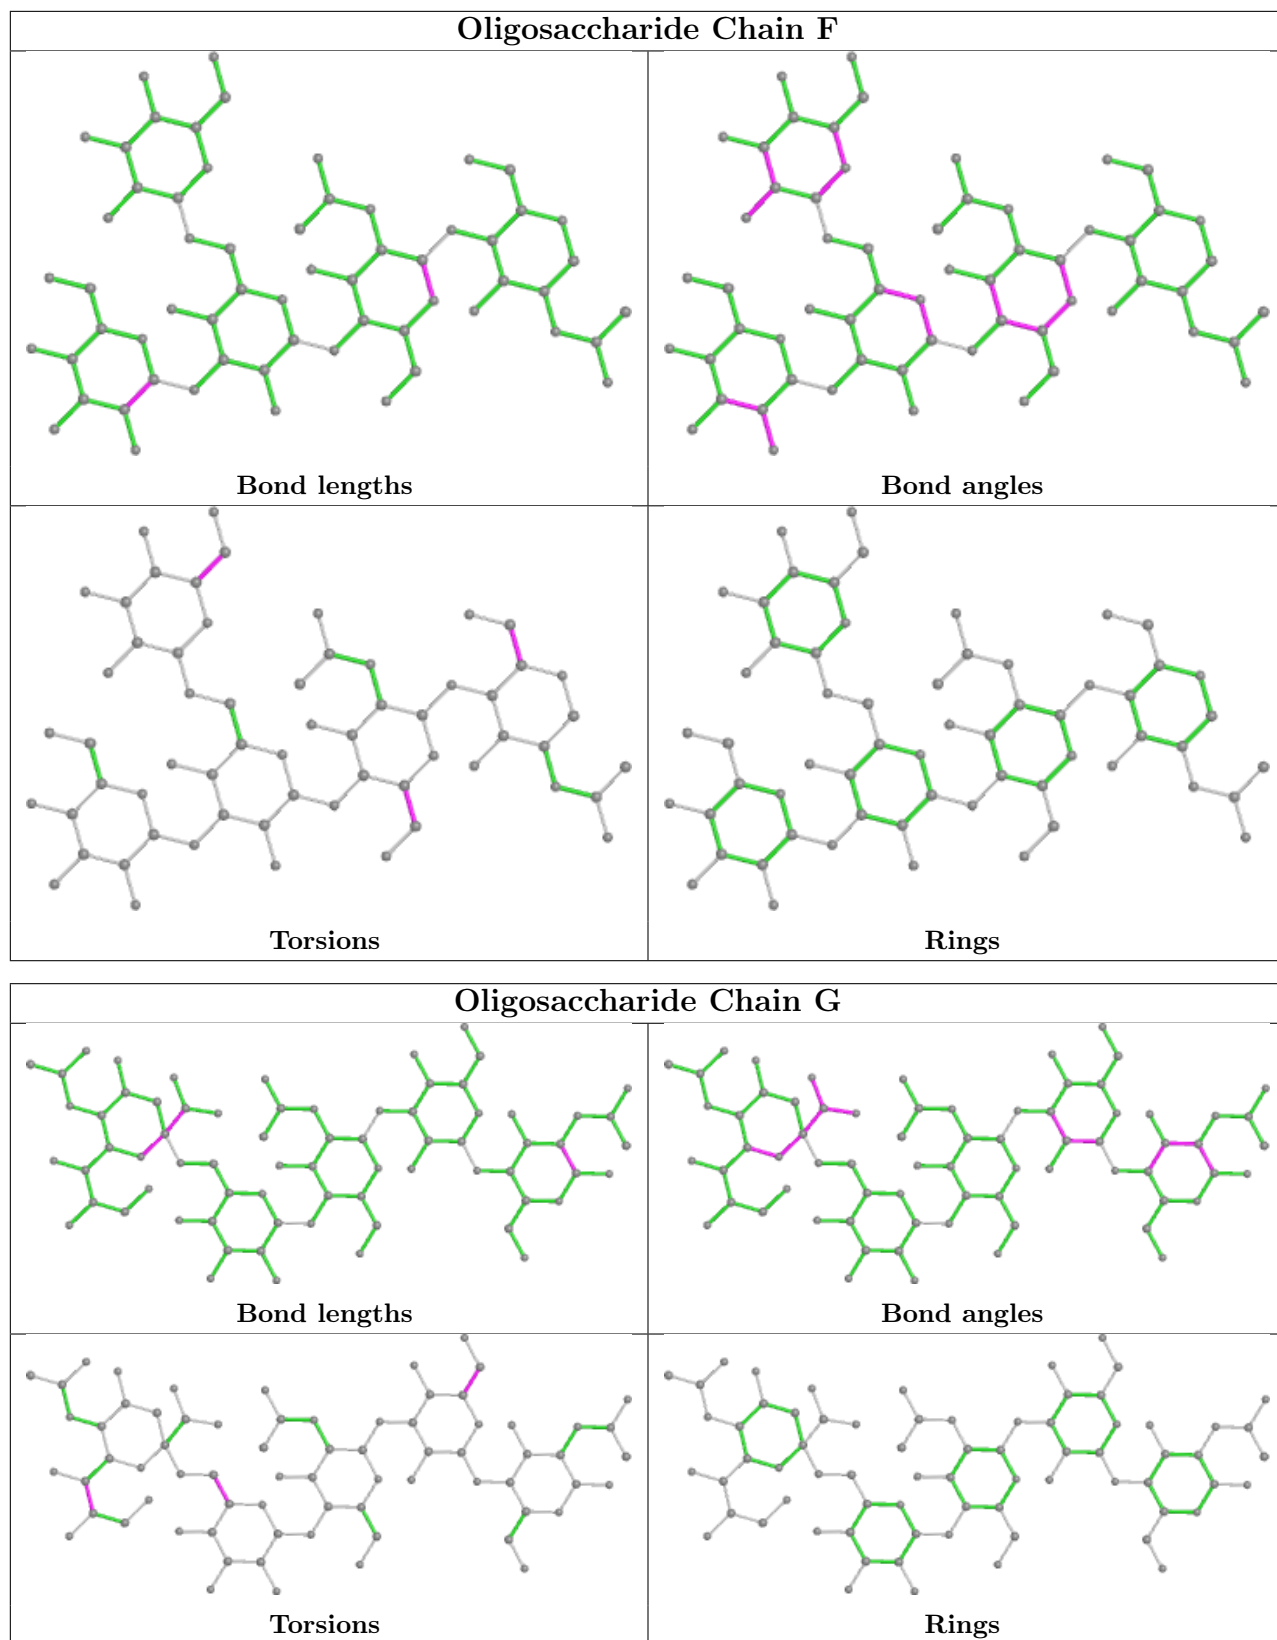 Oligosaccharide Chain F
Bond lengths
Bond angles
Torsions
Rings
Oligosaccharide Chain G
Bond lengths
Bond angles
Torsions
Rings